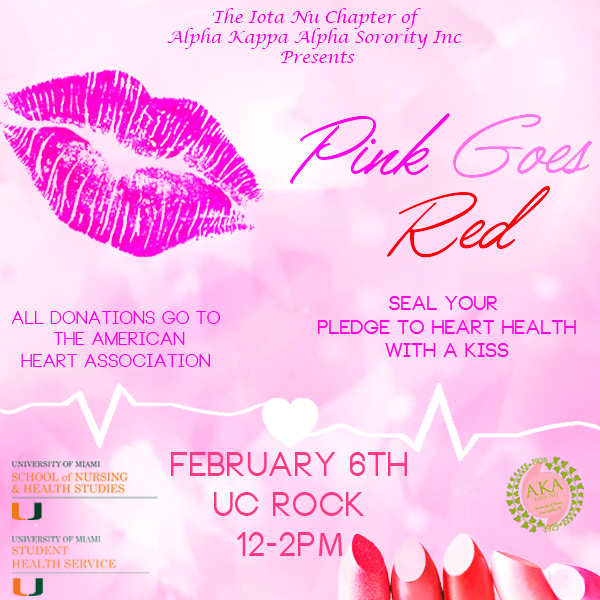 The Iota Nu Chapter of
Alpha Kappa Alpha Sorority Inc
Presents
Pink Goes
Red
ALL DONATIONS GO TO
THE AMERICAN
HEART ASSOCIATION
SEAL YOUR
PLEDGE TO HEART HEALTH
WITH A KISS
FEBRUARY 6TH
UC ROCK
12-2PM
UNIVERSITY OF MIAMI
SCHOOL of NURSING
& HEALTH STUDIES
UNIVERSITY OF MIAMI
STUDENT
HEALTH SERVICE
AKA